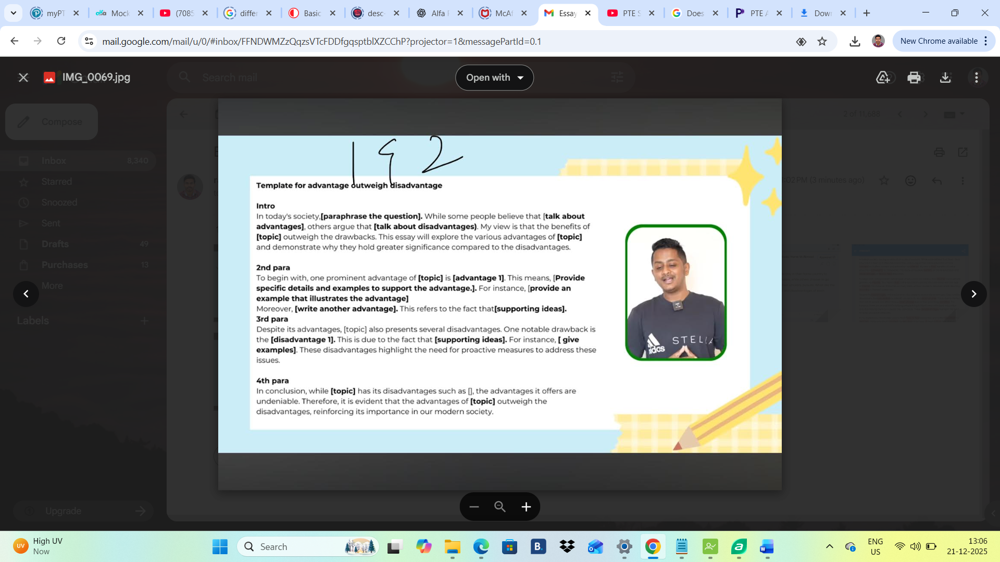 myPT
Mock
(7085
differ
Basic
desc-
Alfa
McAf
Essay
PTE S
Does
PTE A
Down
mail.google.com/mail/u/0/#inbox/FFNDWMZzQqzsVTcFDDfgqsptblXZCChP?projector=1&messagePartId=0.1
New Chrome available
IMG_0069.jpg
Search mail
Open with
Compose
2 of 11,688
Inbox 8,340
Starred
Snoozed
Sent
Drafts 49
Purchases 13
More
Labels
Upgrade
:02 PM (3 minutes ago)
192
Template for advantage outweigh disadvantage
Intro
In today's society,[paraphrase the question]. While some people believe that [talk about
advantages], others argue that [talk about disadvantages). My view is that the benefits of
[topic] outweigh the drawbacks. This essay will explore the various advantages of [topic]
and demonstrate why they hold greater significance compared to the disadvantages.
2nd para
To begin with, one prominent advantage of [topic] is [advantage 1]. This means, [Provide
specific details and examples to support the advantage.]. For instance, [provide an
example that illustrates the advantage]
Moreover, [write another advantage]. This refers to the fact that[supporting ideas].
3rd para
Despite its advantages, [topic] also presents several disadvantages. One notable drawback is
the [disadvantage 1]. This is due to the fact that [supporting ideas]. For instance, [ give
examples]. These disadvantages highlight the need for proactive measures to address these
issues.
4th para
In conclusion, while [topic] has its disadvantages such as [], the advantages it offers are
undeniable. Therefore, it is evident that the advantages of [topic] outweigh the
disadvantages, reinforcing its importance in our modern society.
adidas
STELL
High UV
Now
UV
Search
B.
ENG
US
13:06
21-12-2025